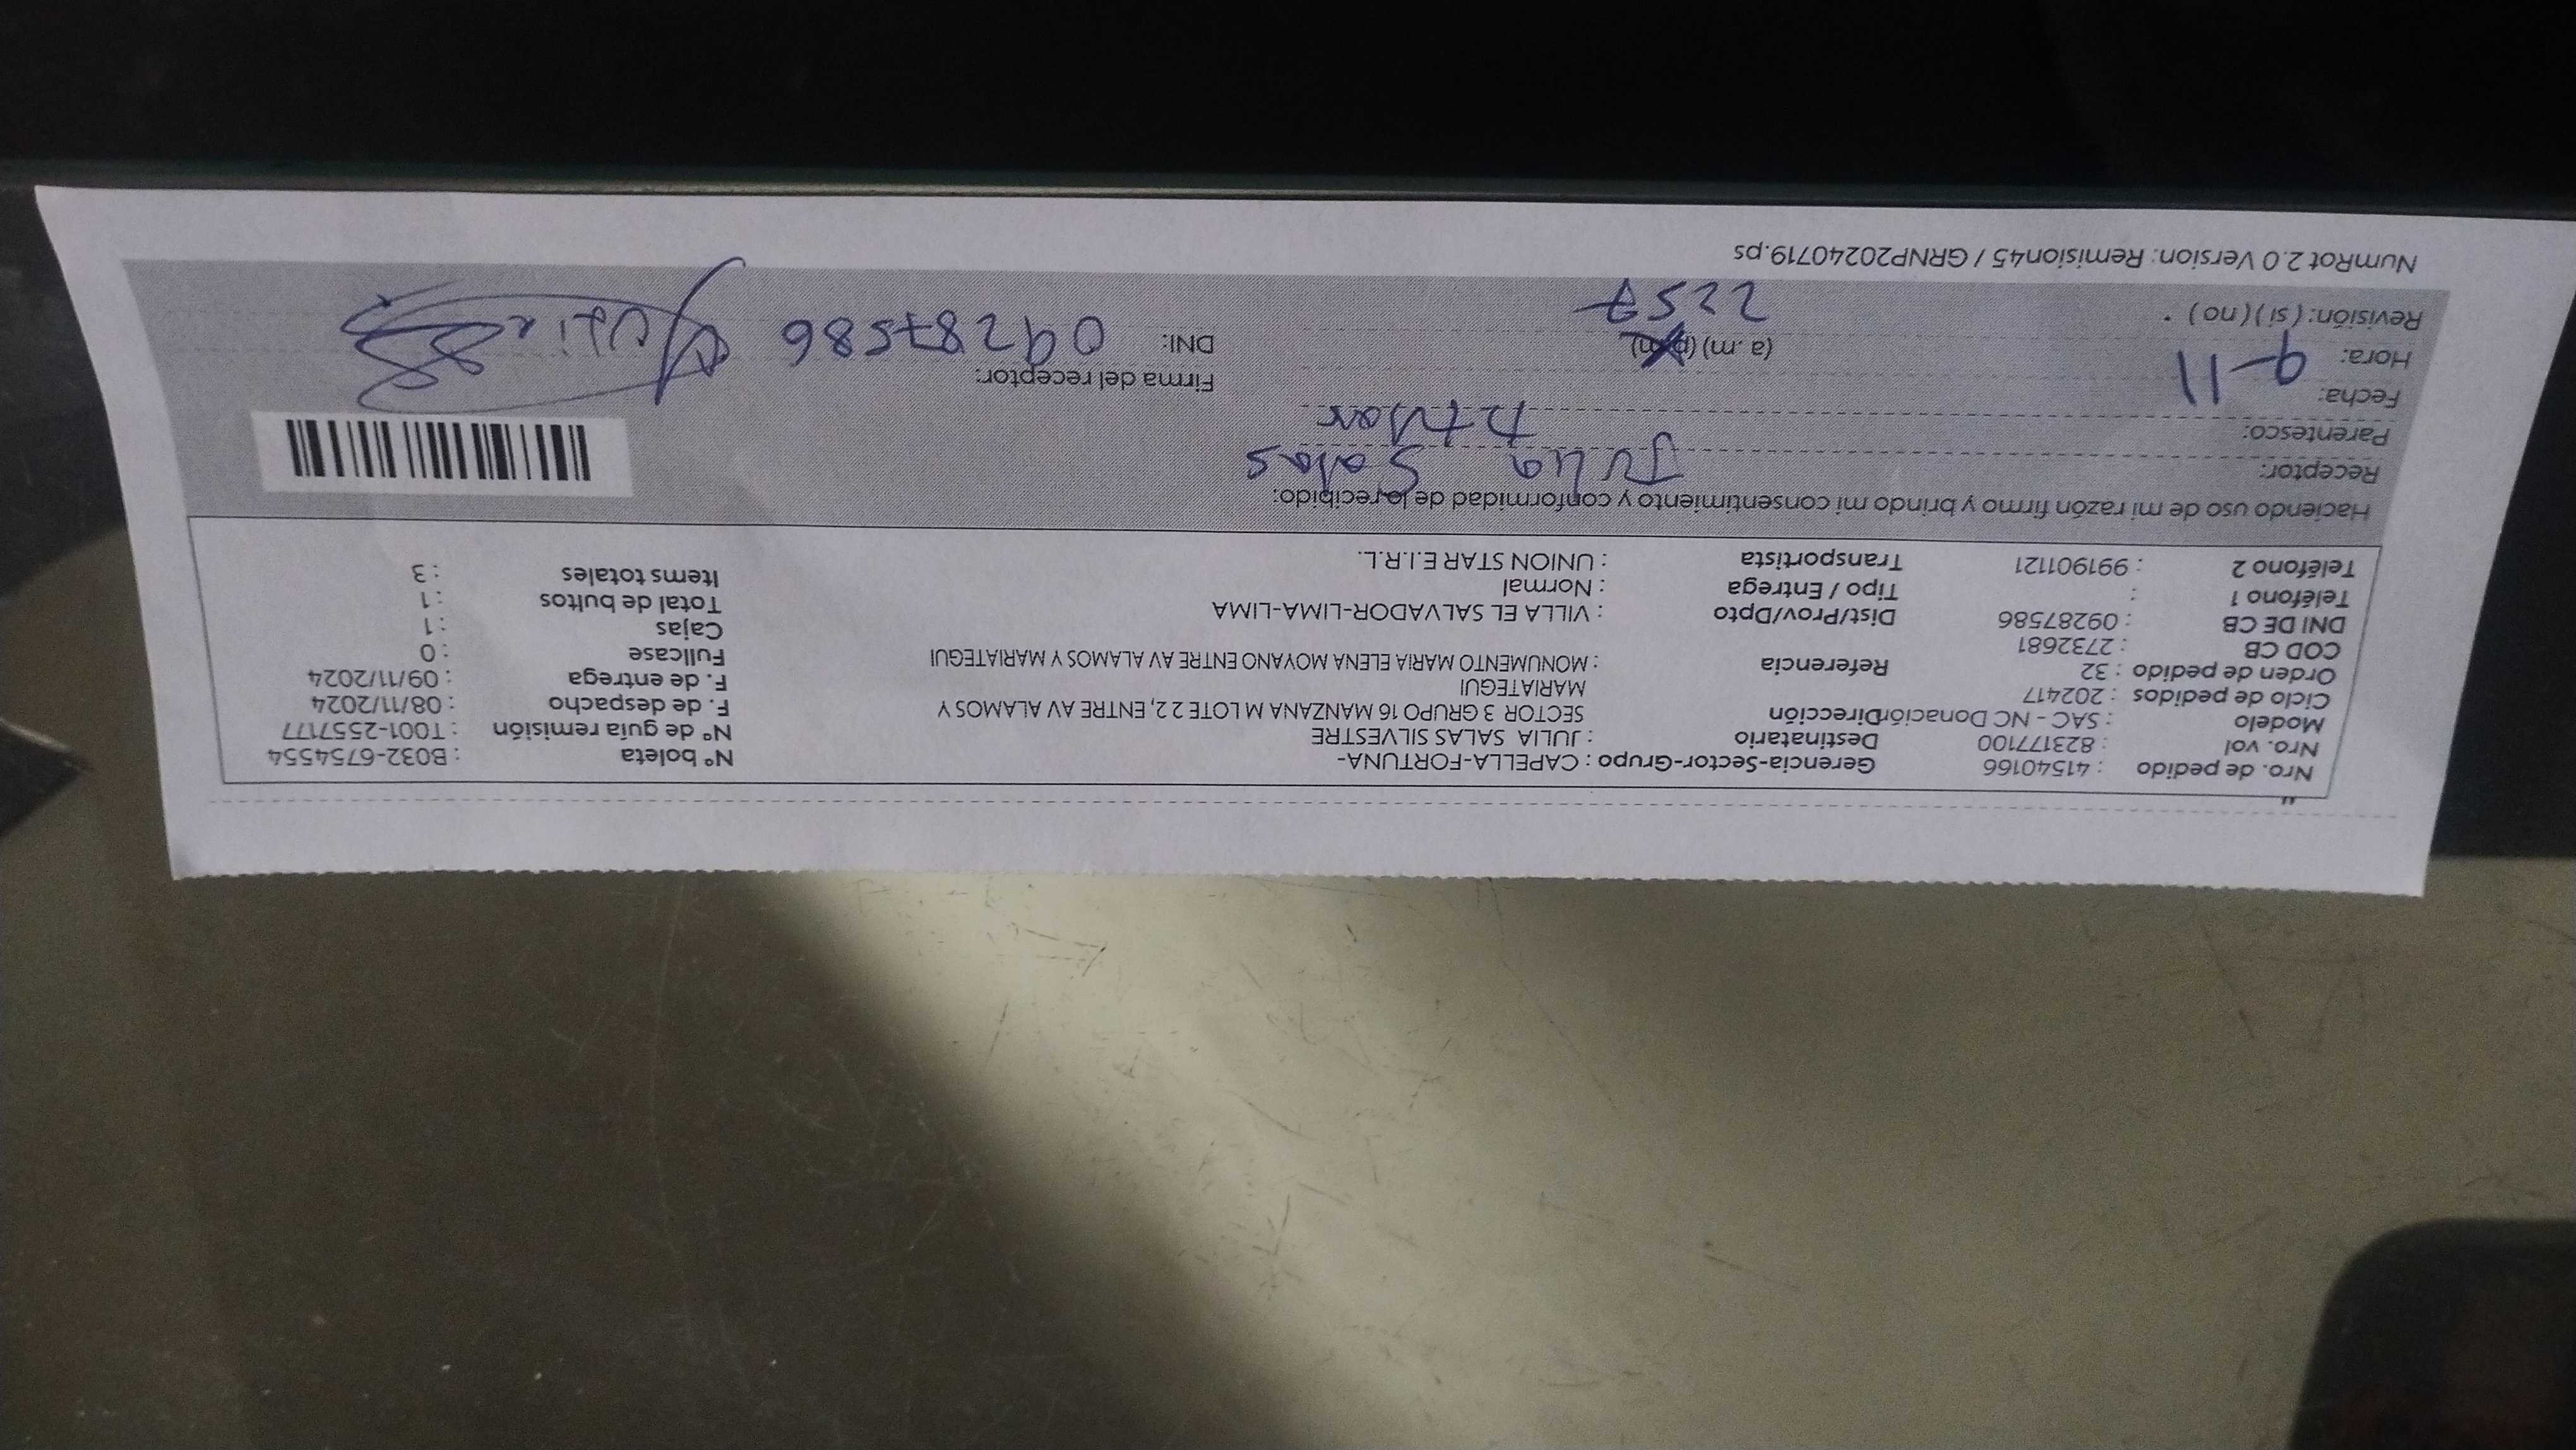 Nro. de pedido : 41540166 Gerencia-Sector-Grupo : CAPELLA-FORTUNA- N° boleta : B032-6754554
Nro. vol : 823177100 Destinatario : JULIA SALAS SILVESTRE N° de guía remisión : T001-2557177
Modelo : SAC - NC Donación Dirección SECTOR 3 GRUPO 16 MANZANA M LOTE 22, ENTRE AV ALAMOS Y F. de despacho : 08/11/2024
Ciclo de pedidos : 202417 MARIATEGUI F. de entrega : 09/11/2024
Orden de pedido : 32 Referencia : MONUMENTO MARIA ELENA MOYANO ENTRE AV ALAMOS Y MARIATEGUI Fullcase : 0
COD CB : 2732681 Cajas : 1
DNI DE CB : 09287586 Dist/Prov/Dpto : VILLA EL SALVADOR-LIMA-LIMA Total de bultos : 1
Teléfono 1 : Tipo / Entrega : Normal Items totales : 3
Teléfono 2 : 991901121 Transportista : UNION STAR E.I.R.L.
Haciendo uso de mi razón firmo y brindo mi consentimiento y conformidad de lo recibido:
Receptor: Julia Salas
Parentesco: titular
Fecha: 9-11 Firma del receptor: Julia
Hora: (a.m) (p.m) DNI: 09287586
Revisión: (si) (no) * 2257
NumRot 2.0 Version: Remision45 / GRNP20240719.ps